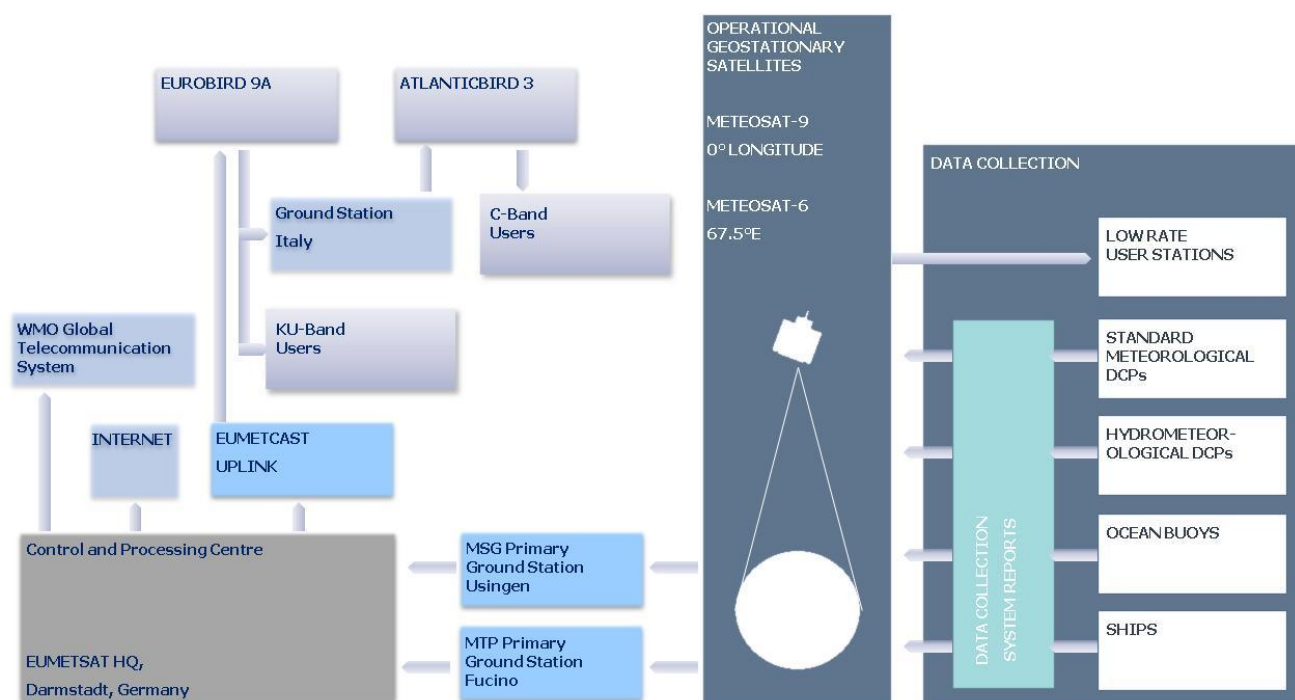 OPERATIONAL
GEOSTATIONARY
SATELLITES
METEOSAT-9
0° LONGITUDE
METEOSAT-6
67.5°E
EUROBIRD 9A
ATLANTICBIRD 3
Ground Station
Italy
C-Band
Users
KU-Band
Users
WMO Global
Telecommunication
System
INTERNET
EUMETCAST
UPLINK
Control and Processing Centre
EUMETSAT HQ,
Darmstadt, Germany
MSG Primary
Ground Station
Usingen
MTP Primary
Ground Station
Fucino
DATA COLLECTION
LOW RATE
USER STATIONS
STANDARD
METEOROLOGICAL
DCPs
HYDROMETEOR-
OLOGICAL DCPs
OCEAN BUOYS
SHIPS
DATA COLLECTION
SYSTEM REPORTS